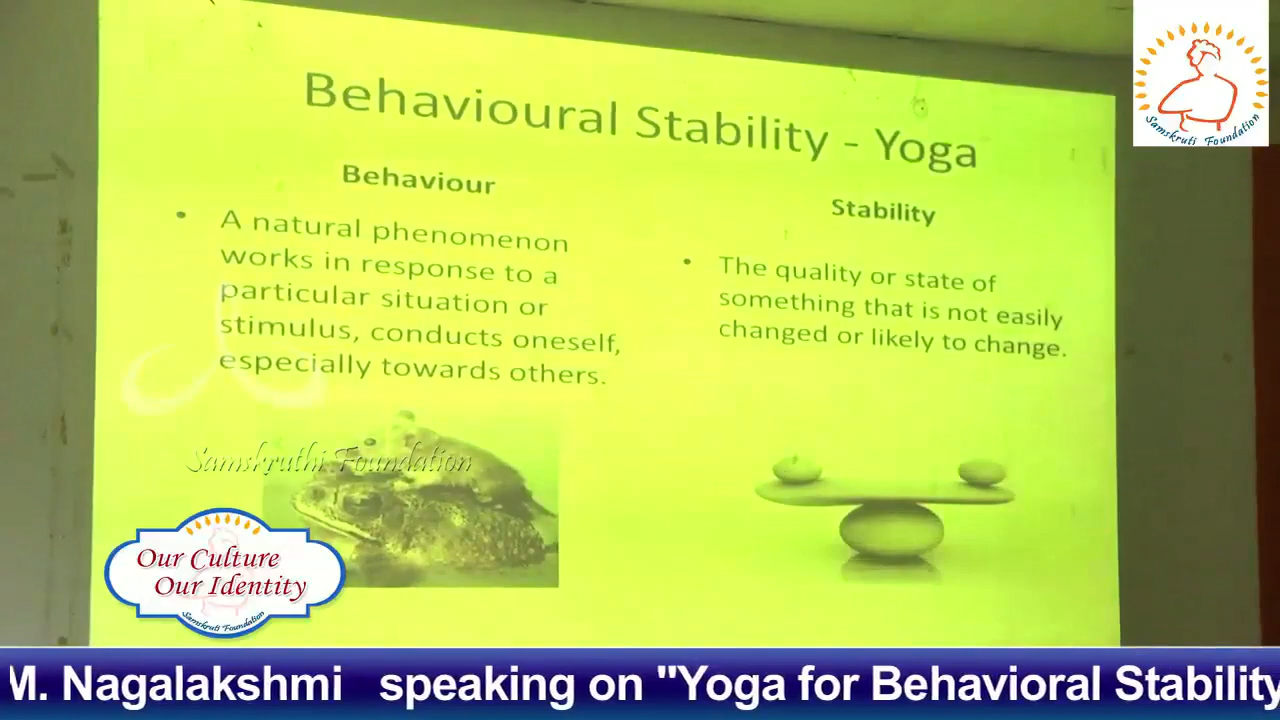 Behavioural Stability - Yoga
Behaviour
• A natural phenomenon
works in response to a
particular situation or
stimulus, conducts oneself,
especially towards others.
Stability
• The quality or state of
something that is not easily
changed or likely to change.
Samskruthi Foundation
Our Culture
Our Identity
Samskruti Foundation
Samskruti Foundation
M. Nagalakshmi speaking on "Yoga for Behavioral Stability